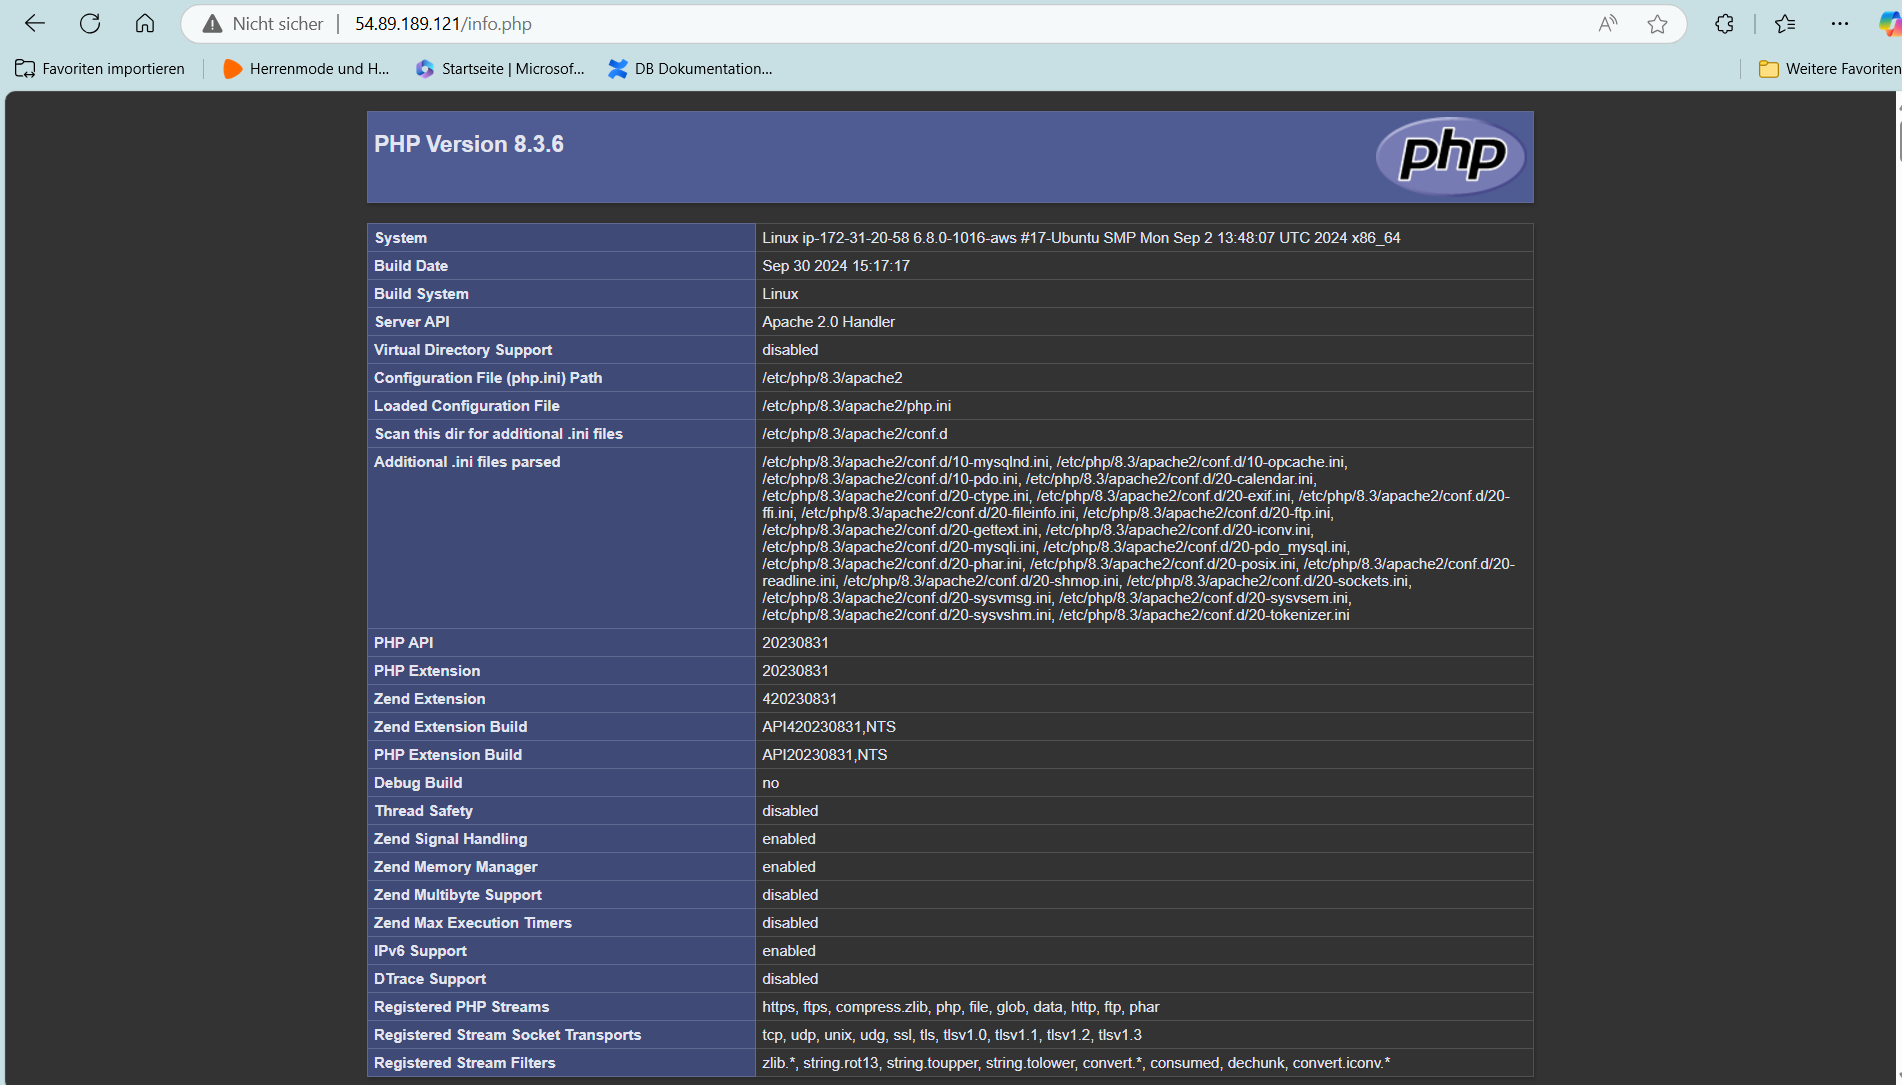 Nicht sicher | 54.89.189.121/info.php
Favoriten importieren
Herrenmode und H...
Startseite | Microsof...
DB Dokumentation...
Weitere Favoriten
PHP Version 8.3.6
php
System Linux ip-172-31-20-58 6.8.0-1016-aws #17-Ubuntu SMP Mon Sep 2 13:48:07 UTC 2024 x86_64
Build Date Sep 30 2024 15:17:17
Build System Linux
Server API Apache 2.0 Handler
Virtual Directory Support disabled
Configuration File (php.ini) Path /etc/php/8.3/apache2
Loaded Configuration File /etc/php/8.3/apache2/php.ini
Scan this dir for additional .ini files /etc/php/8.3/apache2/conf.d
Additional .ini files parsed /etc/php/8.3/apache2/conf.d/10-mysqlnd.ini, /etc/php/8.3/apache2/conf.d/10-opcache.ini,
/etc/php/8.3/apache2/conf.d/10-pdo.ini, /etc/php/8.3/apache2/conf.d/20-calendar.ini,
/etc/php/8.3/apache2/conf.d/20-ctype.ini, /etc/php/8.3/apache2/conf.d/20-exif.ini, /etc/php/8.3/apache2/conf.d/20-
ffi.ini, /etc/php/8.3/apache2/conf.d/20-fileinfo.ini, /etc/php/8.3/apache2/conf.d/20-ftp.ini,
/etc/php/8.3/apache2/conf.d/20-gettext.ini, /etc/php/8.3/apache2/conf.d/20-iconv.ini,
/etc/php/8.3/apache2/conf.d/20-mysqli.ini, /etc/php/8.3/apache2/conf.d/20-pdo_mysql.ini,
/etc/php/8.3/apache2/conf.d/20-phar.ini, /etc/php/8.3/apache2/conf.d/20-posix.ini, /etc/php/8.3/apache2/conf.d/20-
readline.ini, /etc/php/8.3/apache2/conf.d/20-shmop.ini, /etc/php/8.3/apache2/conf.d/20-sockets.ini,
/etc/php/8.3/apache2/conf.d/20-sysvmsg.ini, /etc/php/8.3/apache2/conf.d/20-sysvsem.ini,
/etc/php/8.3/apache2/conf.d/20-sysvshm.ini, /etc/php/8.3/apache2/conf.d/20-tokenizer.ini
PHP API 20230831
PHP Extension 20230831
Zend Extension 420230831
Zend Extension Build API420230831,NTS
PHP Extension Build API20230831,NTS
Debug Build no
Thread Safety disabled
Zend Signal Handling enabled
Zend Memory Manager enabled
Zend Multibyte Support disabled
Zend Max Execution Timers disabled
IPv6 Support enabled
DTrace Support disabled
Registered PHP Streams https, ftps, compress.zlib, php, file, glob, data, http, ftp, phar
Registered Stream Socket Transports tcp, udp, unix, udg, ssl, tls, tlsv1.0, tlsv1.1, tlsv1.2, tlsv1.3
Registered Stream Filters zlib.*, string.rot13, string.toupper, string.tolower, convert.*, consumed, dechunk, convert.iconv.*